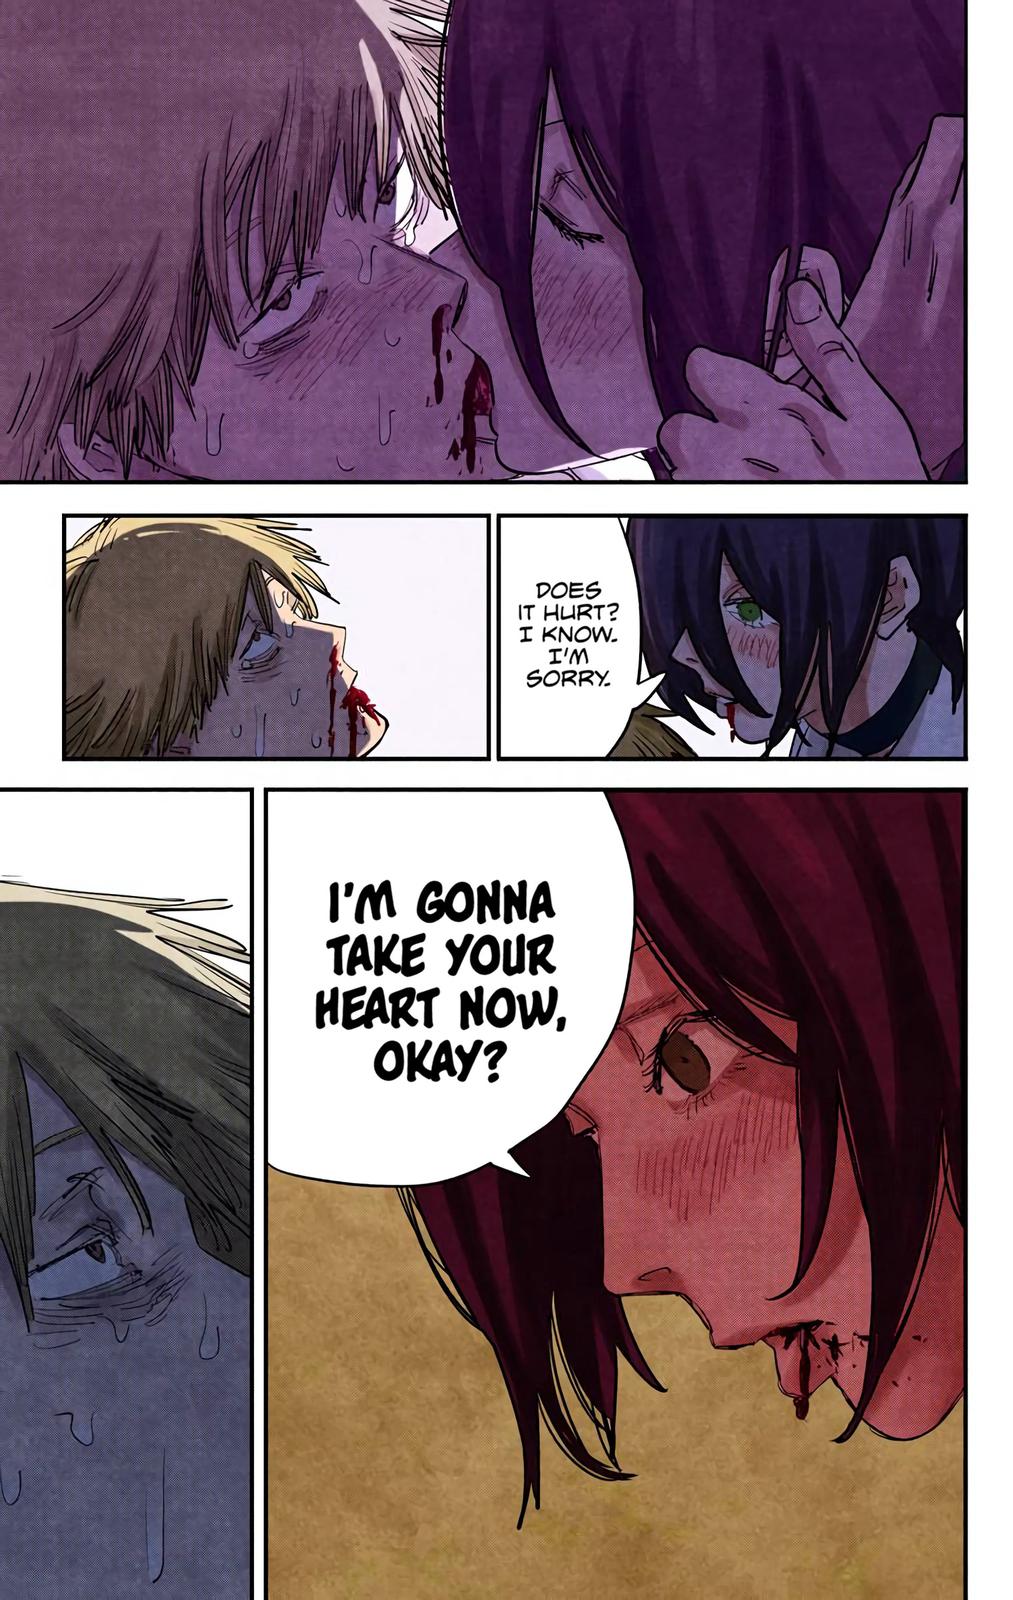 DOES
IT HURT?
I KNOW.
I'M
SORRY.
I'M GONNA
TAKE YOUR
HEART NOW,
OKAY?